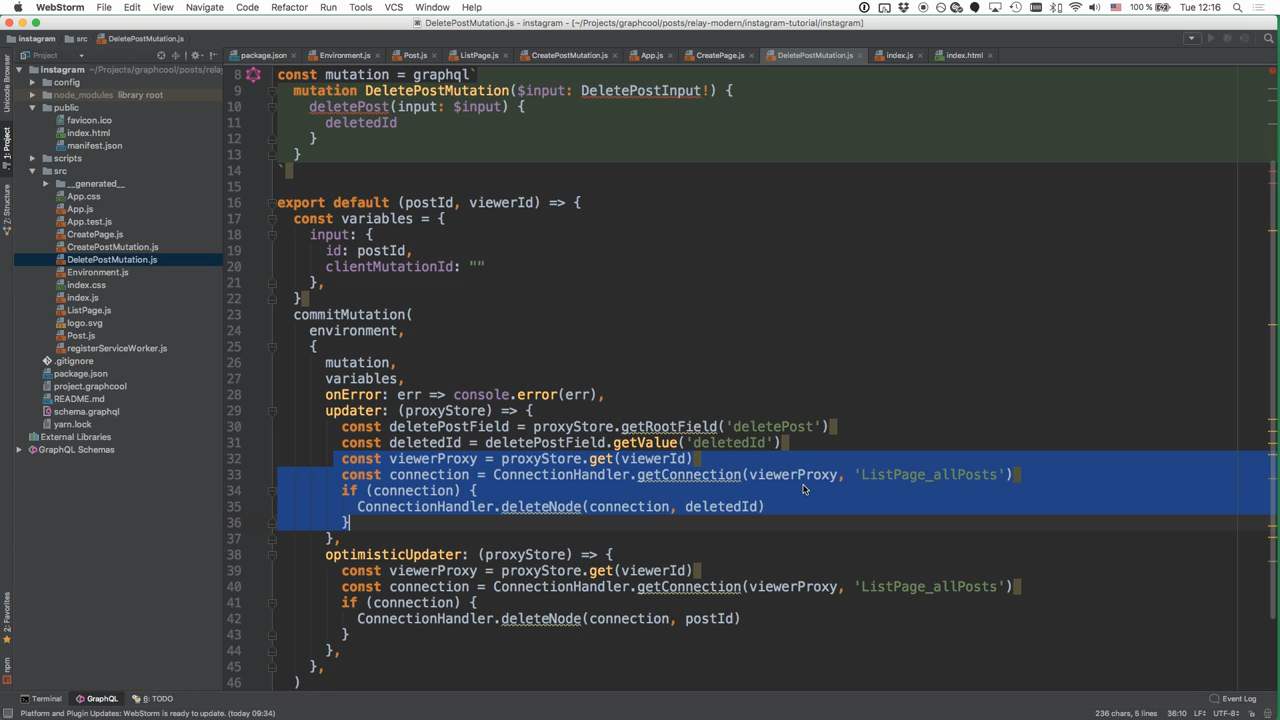 WebStorm File Edit View Navigate Code Refactor Run Tools VCS Window Help 100 % Tue 12:16
DeletePostMutation.js - instagram - [~/Projects/graphcool/posts/relay-modern/instagram-tutorial/instagram]
instagram src DeletePostMutation.js
Project package.json Environment.js Post.js ListPage.js CreatePostMutation.js App.js CreatePage.js DeletePostMutation.js index.js index.html
Instagram ~/Projects/graphcool/posts/relay
config
node_modules library root
public
favicon.ico
index.html
manifest.json
scripts
src
__generated__
App.css
App.js
App.test.js
CreatePage.js
CreatePostMutation.js
DeletePostMutation.js
Environment.js
index.css
index.js
ListPage.js
logo.svg
Post.js
registerServiceWorker.js
.gitignore
package.json
project.graphcool
README.md
schema.graphql
yarn.lock
External Libraries
GraphQL Schemas
Unicode Browser
1: Project
7: Structure
2: Favorites
npm
8 const mutation = graphql`
9 mutation DeletePostMutation($input: DeletePostInput!) {
10 deletePost(input: $input) {
11 deletedId
12 }
13 }
14 `
15
16 export default (postId, viewerId) => {
17 const variables = {
18 input: {
19 id: postId,
20 clientMutationId: ""
21 },
22 }
23 commitMutation(
24 environment,
25 {
26 mutation,
27 variables,
28 onError: err => console.error(err),
29 updater: (proxyStore) => {
30 const deletePostField = proxyStore.getRootField('deletePost')
31 const deletedId = deletePostField.getValue('deletedId')
32 const viewerProxy = proxyStore.get(viewerId)
33 const connection = ConnectionHandler.getConnection(viewerProxy, 'ListPage_allPosts')
34 if (connection) {
35 ConnectionHandler.deleteNode(connection, deletedId)
36 }
37 },
38 optimisticUpdater: (proxyStore) => {
39 const viewerProxy = proxyStore.get(viewerId)
40 const connection = ConnectionHandler.getConnection(viewerProxy, 'ListPage_allPosts')
41 if (connection) {
42 ConnectionHandler.deleteNode(connection, postId)
43 }
44 },
45 },
46 )
Terminal GraphQL 6: TODO Event Log
Platform and Plugin Updates: WebStorm is ready to update. (today 09:34) 236 chars, 5 lines 36:10 LF÷ UTF-8÷